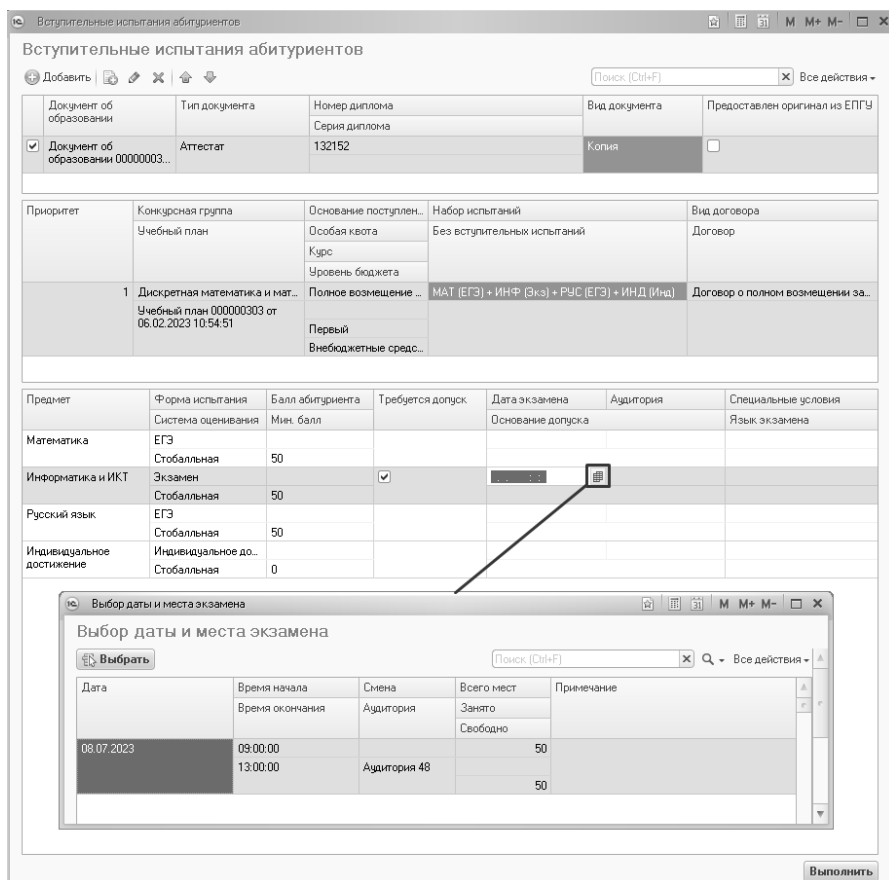 Вступительные испытания абитуриентов
M M+ M-
Вступительные испытания абитуриентов
Добавить
Поиск (Ctrl+F)
Все действия
Документ об образовании
Тип документа
Номер диплома
Серия диплома
Вид документа
Предоставлен оригинал из ЕПГУ
Документ об образовании 00000003...
Аттестат
132152
Копия
Приоритет
Конкурсная группа
Основание поступлен...
Набор испытаний
Вид договора
Учебный план
Особая квота
Без вступительных испытаний
Договор
Курс
Уровень бюджета
1
Дискретная математика и мат...
Полное возмещение ...
МАТ (ЕГЭ) + ИНФ (Экз) + РУС (ЕГЭ) + ИНД (Инд)
Договор о полном возмещении за...
Учебный план 000000303 от 06.02.2023 10:54:51
Первый
Внебюджетные средс...
Предмет
Форма испытания
Балл абитуриента
Требуется допуск
Дата экзамена
Аудитория
Специальные условия
Система оценивания
Мин. балл
Основание допуска
Язык экзамена
Математика
ЕГЭ
Стобалльная
50
Информатика и ИКТ
Экзамен
. . : :
Стобалльная
50
Русский язык
ЕГЭ
Стобалльная
50
Индивидуальное достижение
Индивидуальное до...
Стобалльная
0
Выбор даты и места экзамена
M M+ M-
Выбор даты и места экзамена
Выбрать
Поиск (Ctrl+F)
Все действия
Дата
Время начала
Смена
Всего мест
Примечание
Время окончания
Аудитория
Занято
Свободно
08.07.2023
09:00:00
50
13:00:00
Аудитория 48
50
Выполнить